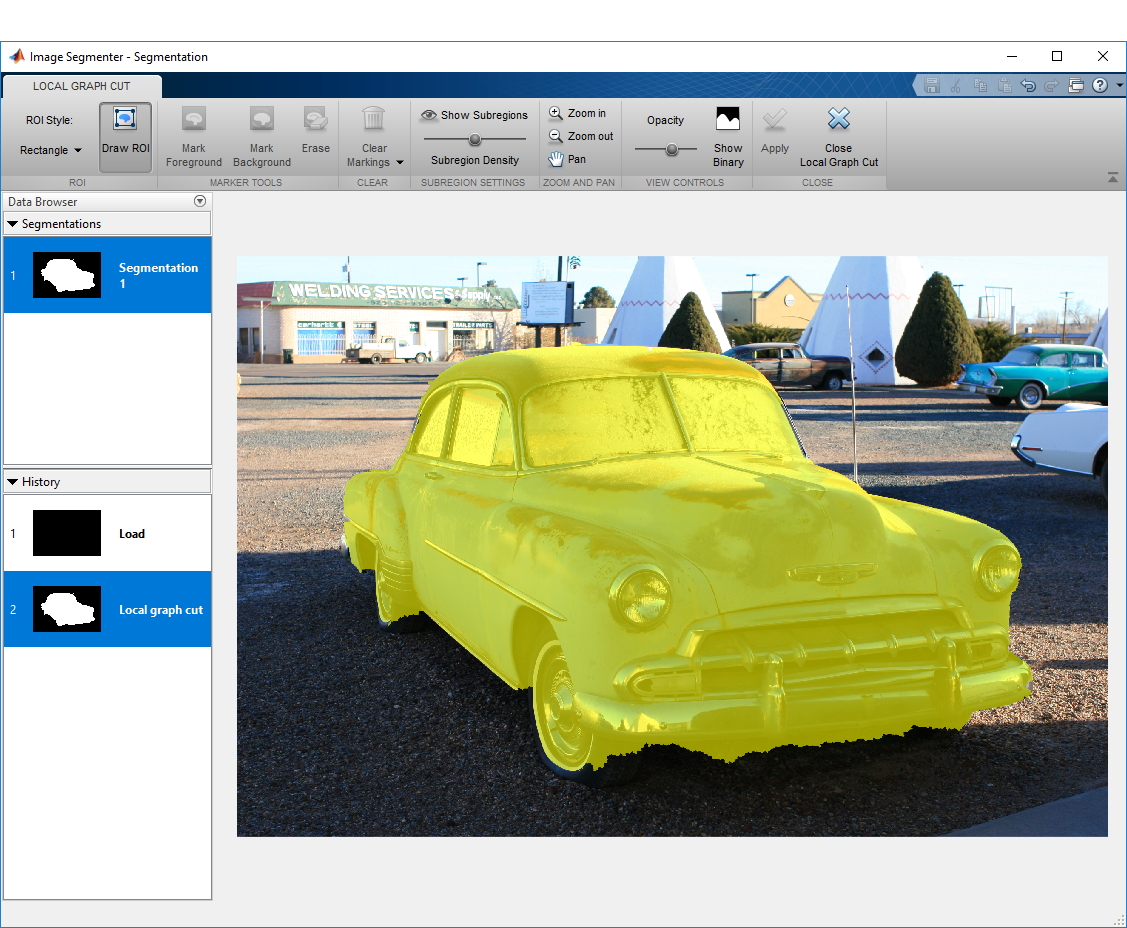 Image Segmenter - Segmentation
LOCAL GRAPH CUT
ROI Style:
Rectangle
Draw ROI
Mark
Foreground
Mark
Background
Erase
Clear
Markings
Show Subregions
Subregion Density
Zoom in
Zoom out
Pan
Opacity
Show
Binary
Apply
Close
Local Graph Cut
ROI
MARKER TOOLS
CLEAR
SUBREGION SETTINGS
ZOOM AND PAN
VIEW CONTROLS
CLOSE
Data Browser
Segmentations
1
Segmentation
1
History
1
Load
2
Local graph cut
WELDING SERVICES & Supply
carhartt